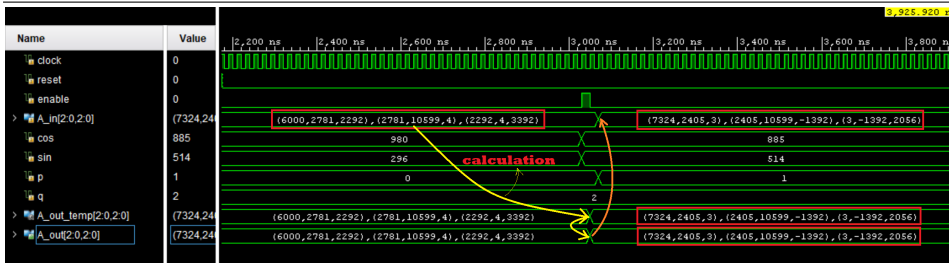 3,925.920 n
Name Value 2,200 ns 2,400 ns 2,600 ns 2,800 ns 3,000 ns 3,200 ns 3,400 ns 3,600 ns 3,800 n
clock 0
reset 0
enable 0
A_in[2:0,2:0] (7324,24 (6000,2781,2292),(2781,10599,4),(2292,4,3392) (7324,2405,3),(2405,10599,-1392),(3,-1392,2056)
cos 885 980 885
sin 514 296 calculation 514
p 1 0 1
q 2 2
A_out_temp[2:0,2:0] (7324,24 (6000,2781,2292),(2781,10599,4),(2292,4,3392) (7324,2405,3),(2405,10599,-1392),(3,-1392,2056)
A_out[2:0,2:0] (7324,24 (6000,2781,2292),(2781,10599,4),(2292,4,3392) (7324,2405,3),(2405,10599,-1392),(3,-1392,2056)